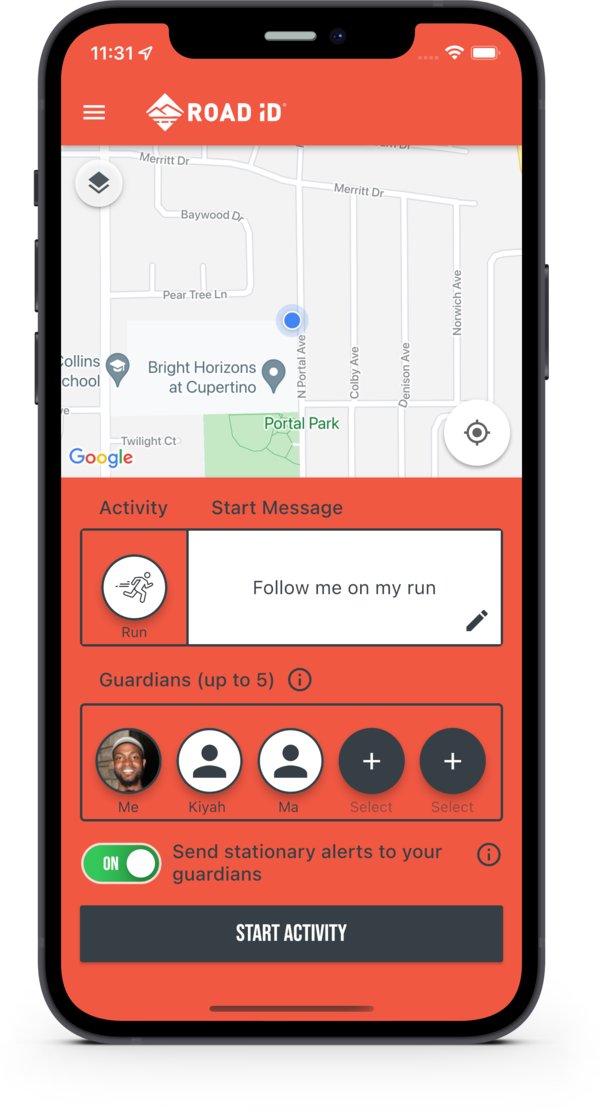 11:31
ROAD iD®
Merritt Dr
Merritt Dr
Baywood Dr
Pear Tree Ln
Norwich Ave
Collins
chool
Bright Horizons
at Cupertino
N Portal Ave
Colby Ave
Denison Ave
Portal Park
Twilight Ct
Google
Activity
Start Message
Follow me on my run
Run
Guardians (up to 5)
Me
Kiyah
Ma
Select
Select
ON
Send stationary alerts to your
guardians
START ACTIVITY